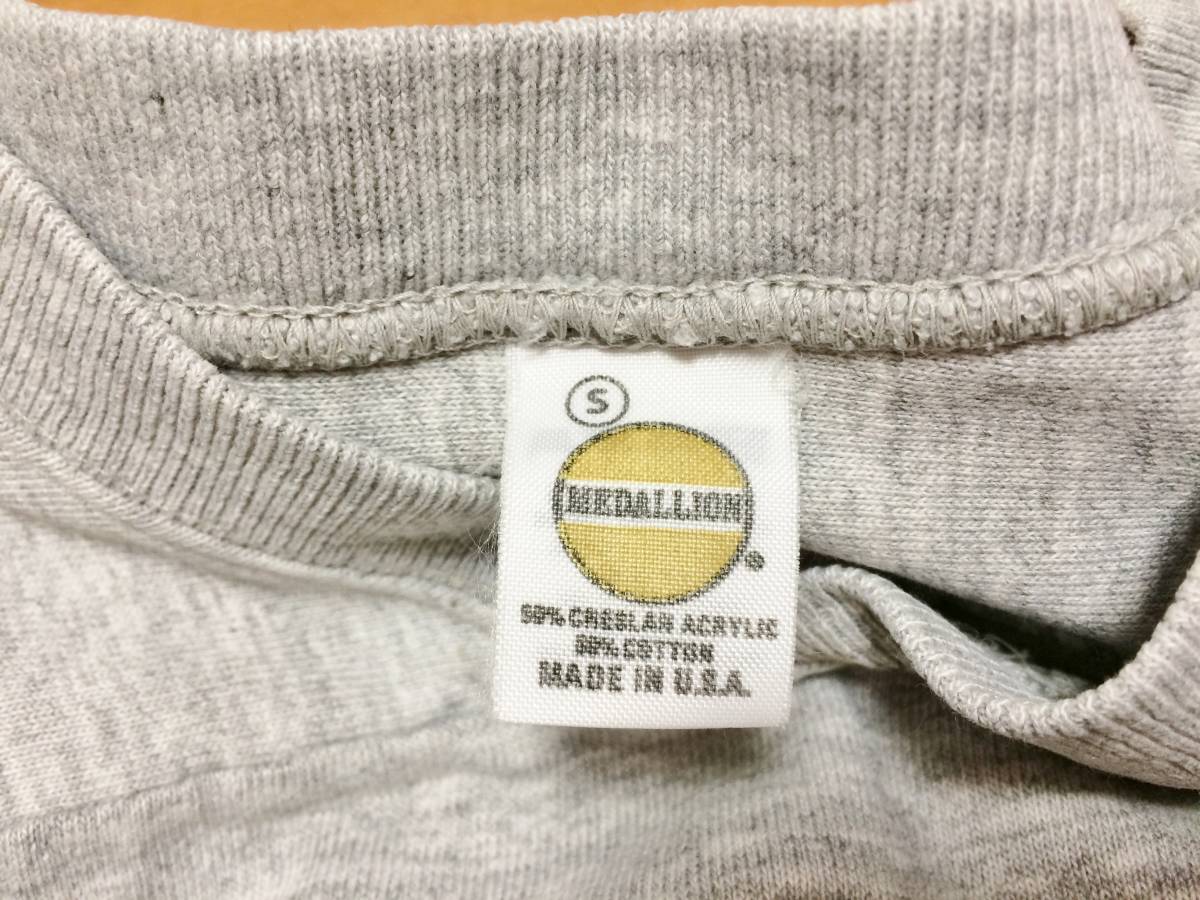 S
MEDALLION
®
50% CRESLAN ACRYLIC
50% COTTON
MADE IN U.S.A.